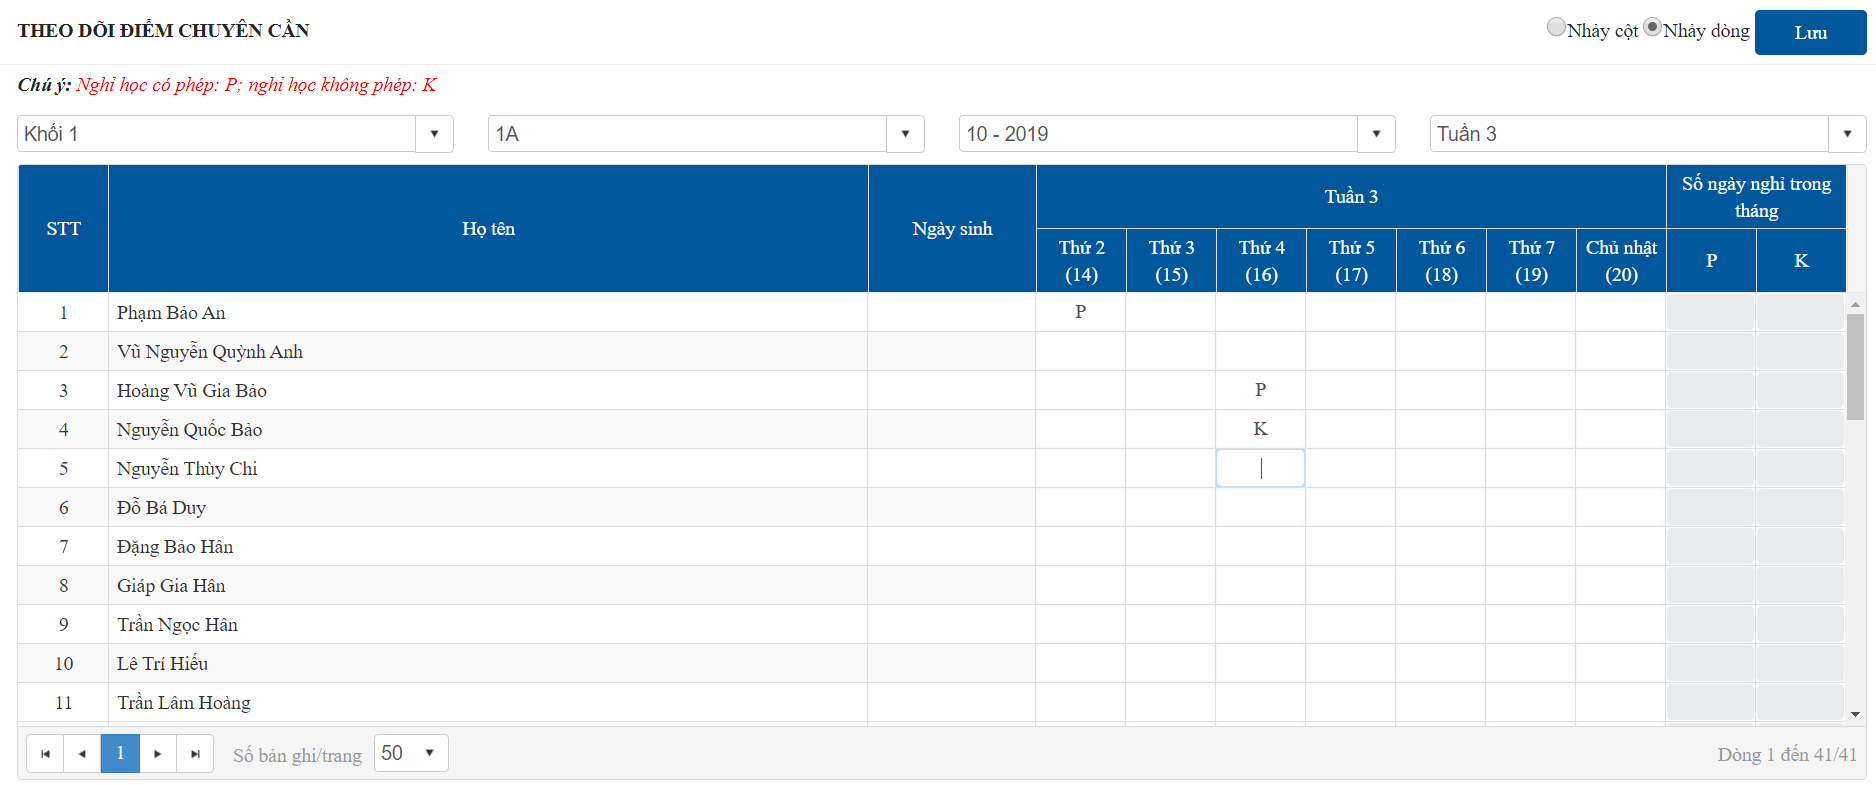 THEO DÕI ĐIỂM CHUYÊN CẦN
Nhảy cột Nhảy dòng Lưu
Chú ý: Nghỉ học có phép: P; nghỉ học không phép: K
Khối 1 1A 10 - 2019 Tuần 3
STT Họ tên Ngày sinh Tuần 3 Số ngày nghỉ trong tháng
Thứ 2 (14) Thứ 3 (15) Thứ 4 (16) Thứ 5 (17) Thứ 6 (18) Thứ 7 (19) Chủ nhật (20) P K
1 Phạm Bảo An P
2 Vũ Nguyễn Quỳnh Anh
3 Hoàng Vũ Gia Bảo P
4 Nguyễn Quốc Bảo K
5 Nguyễn Thùy Chi
6 Đỗ Bá Duy
7 Đặng Bảo Hân
8 Giáp Gia Hân
9 Trần Ngọc Hân
10 Lê Trí Hiếu
11 Trần Lâm Hoàng
1 Số bản ghi/trang 50 Dòng 1 đến 41/41